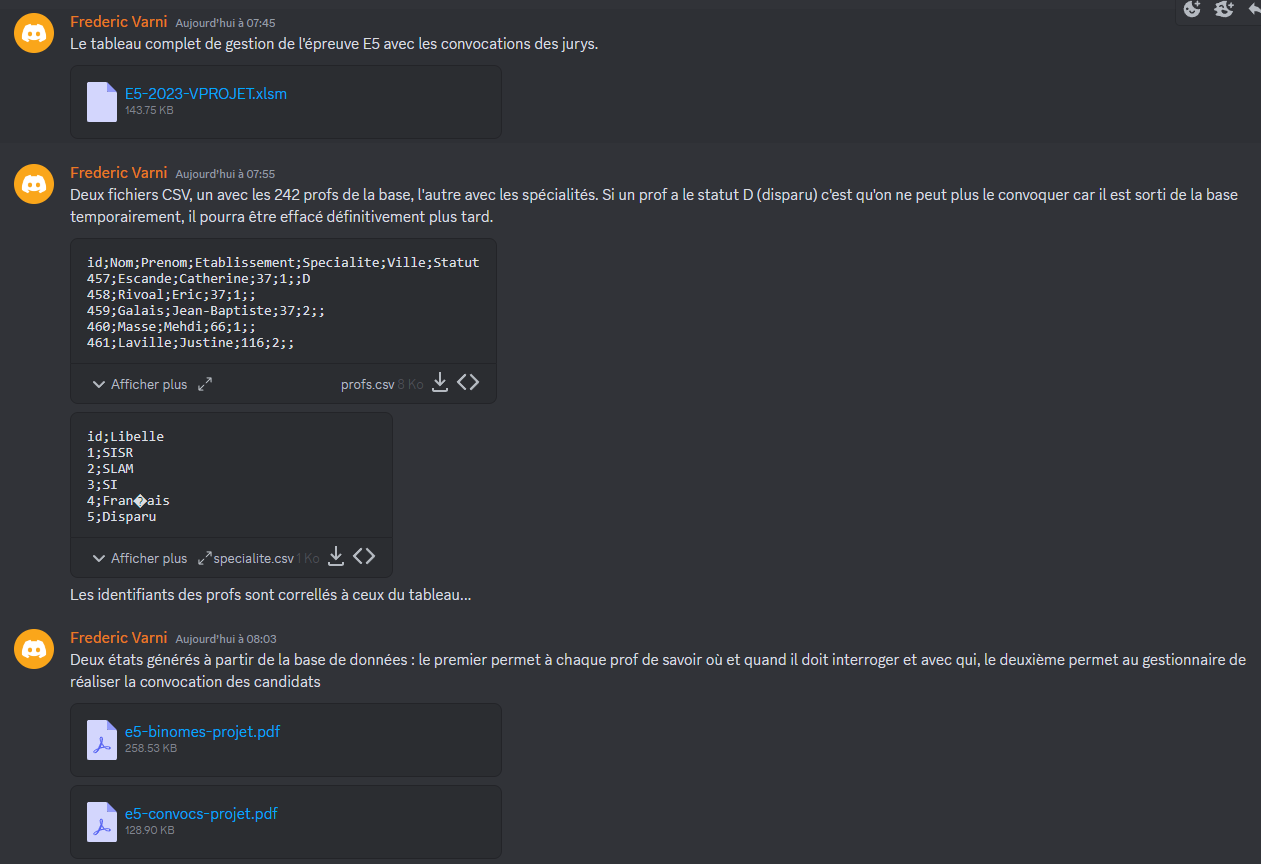 Frederic Varni Aujourd'hui à 07:45
Le tableau complet de gestion de l'épreuve E5 avec les convocations des jurys.
E5-2023-VPROJET.xlsm
143.75 KB
Frederic Varni Aujourd'hui à 07:55
Deux fichiers CSV, un avec les 242 profs de la base, l'autre avec les spécialités. Si un prof a le statut D (disparu) c'est qu'on ne peut plus le convoquer car il est sorti de la base
temporairement, il pourra être effacé définitivement plus tard.
id;Nom;Prenom;Etablissement;Specialite;Ville;Statut
457;Escande;Catherine;37;1;;D
458;Rivoal;Eric;37;1;;
459;Galais;Jean-Baptiste;37;2;;
460;Masse;Mehdi;66;1;;
461;Laville;Justine;116;2;;
Afficher plus profs.csv 8 Ko
id;Libelle
1;SISR
2;SLAM
3;SI
4;Fran�ais
5;Disparu
Afficher plus specialite.csv 1 Ko
Les identifiants des profs sont correllés à ceux du tableau...
Frederic Varni Aujourd'hui à 08:03
Deux états générés à partir de la base de données : le premier permet à chaque prof de savoir où et quand il doit interroger et avec qui, le deuxième permet au gestionnaire de
réaliser la convocation des candidats
e5-binomes-projet.pdf
258.53 KB
e5-convocs-projet.pdf
128.90 KB